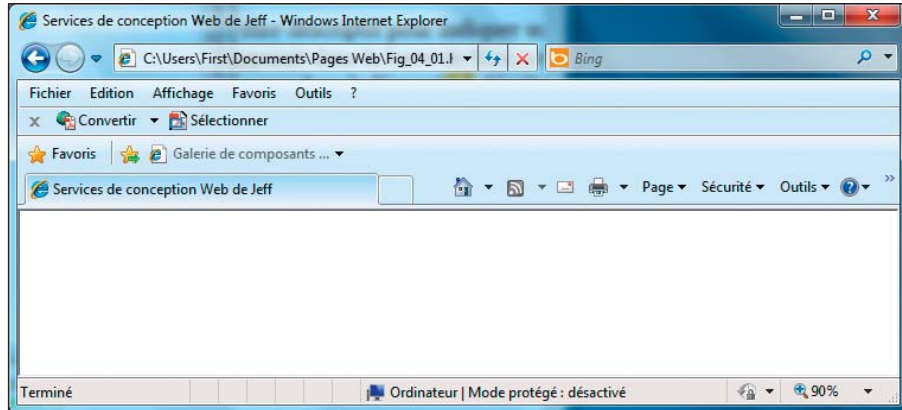 Services de conception Web de Jeff - Windows Internet Explorer
C:\Users\First\Documents\Pages Web\Fig_04_01.h Bing
Fichier Edition Affichage Favoris Outils ?
x Convertir Sélectionner
Favoris Galerie de composants ...
Services de conception Web de Jeff Page Sécurité Outils »
Terminé Ordinateur | Mode protégé : désactivé 90%